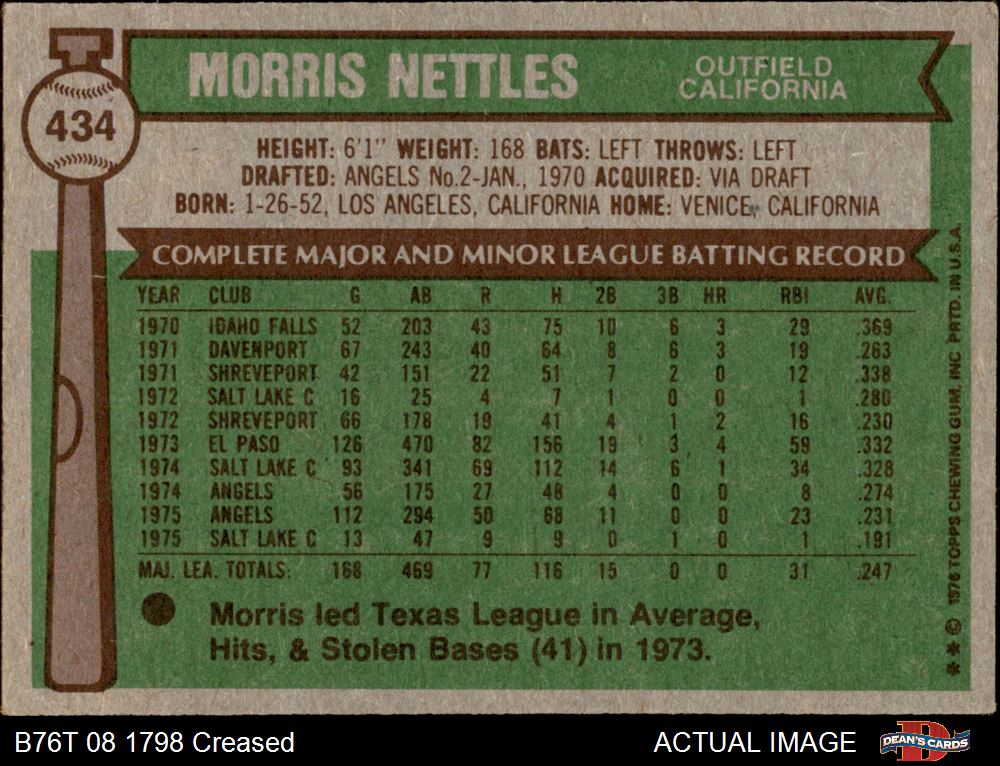 MORRIS NETTLES
OUTFIELD
CALIFORNIA
434
HEIGHT: 6'1" WEIGHT: 168 BATS: LEFT THROWS: LEFT
DRAFTED: ANGELS No.2-JAN., 1970 ACQUIRED: VIA DRAFT
BORN: 1-26-52, LOS ANGELES, CALIFORNIA HOME: VENICE, CALIFORNIA
COMPLETE MAJOR AND MINOR LEAGUE BATTING RECORD
YEAR CLUB G AB R H 2B 3B HR RBI AVG.
1970 IDAHO FALLS 52 203 43 75 10 6 3 29 .369
1971 DAVENPORT 67 243 40 64 8 6 3 19 .263
1971 SHREVEPORT 42 151 22 51 7 2 0 12 .338
1972 SALT LAKE C 16 25 4 7 1 0 0 1 .280
1972 SHREVEPORT 66 178 19 41 4 1 2 16 .230
1973 EL PASO 126 470 82 156 19 3 4 59 .332
1974 SALT LAKE C 93 341 69 112 14 6 1 34 .328
1974 ANGELS 56 175 27 48 4 0 0 8 .274
1975 ANGELS 112 294 50 68 11 0 0 23 .231
1975 SALT LAKE C 13 47 9 9 0 1 0 1 .191
MAJ. LEA. TOTALS: 168 469 77 116 15 0 0 31 .247
Morris led Texas League in Average,
Hits, & Stolen Bases (41) in 1973.
** © 1976 TOPPS CHEWING GUM, INC PRTD. IN U.S.A.
B76T 08 1798 Creased
ACTUAL IMAGE
DEAN'S CARDS